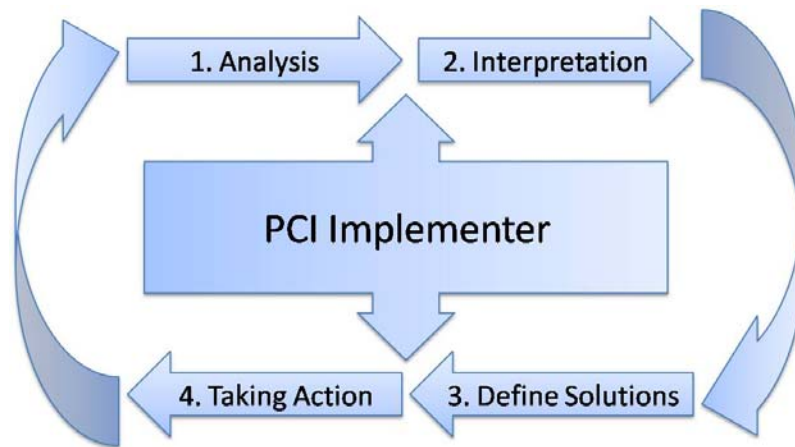 1. Analysis
2. Interpretation
PCI Implementer
4. Taking Action
3. Define Solutions